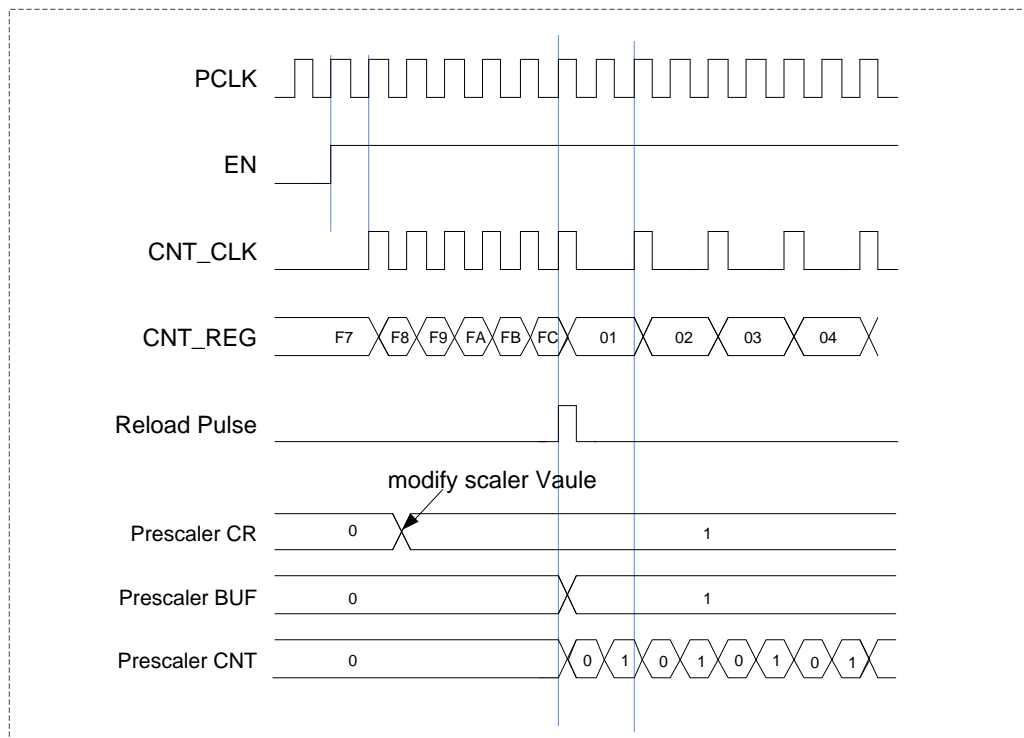 PCLK
EN
CNT_CLK
CNT_REG F7 F8 F9 FA FB FC 01 02 03 04
Reload Pulse
modify scaler Vaule
Prescaler CR 0 1
Prescaler BUF 0 1
Prescaler CNT 0 0 1 0 1 0 1 0 1